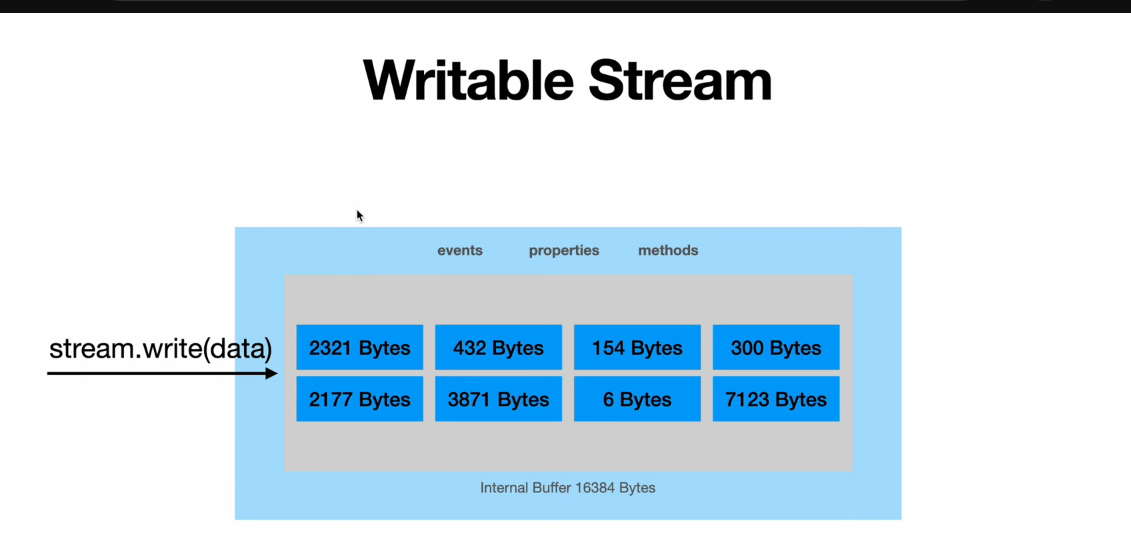 Writable Stream
events properties methods
stream.write(data)
2321 Bytes 432 Bytes 154 Bytes 300 Bytes
2177 Bytes 3871 Bytes 6 Bytes 7123 Bytes
Internal Buffer 16384 Bytes